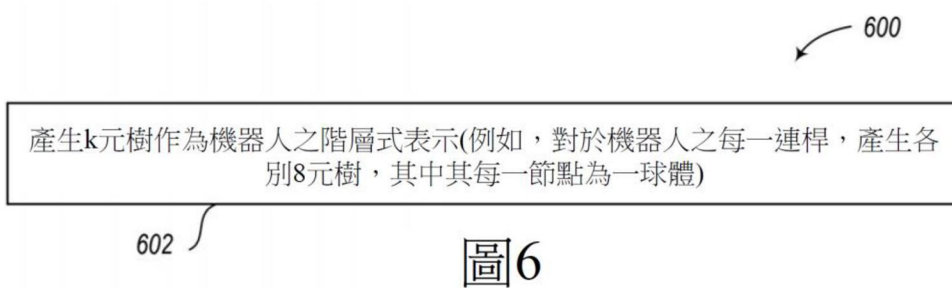 600
產生k元樹作為機器人之階層式表示(例如，對於機器人之每一連桿，產生各
別8元樹，其中其每一節點為一球體)
602
圖6